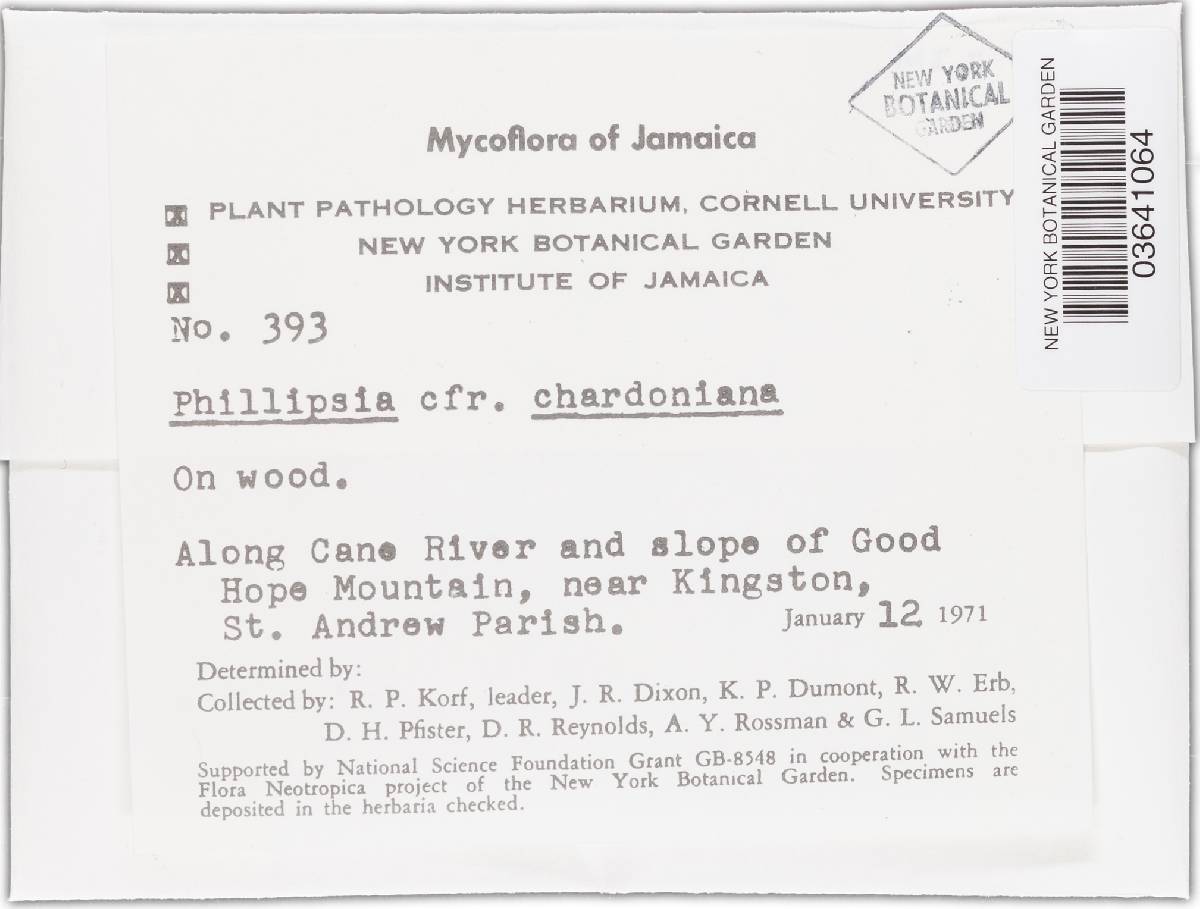 NEW YORK
BOTANICAL
GARDEN
NEW YORK BOTANICAL GARDEN
03641064
Mycoflora of Jamaica
☒ PLANT PATHOLOGY HERBARIUM, CORNELL UNIVERSITY
☒ NEW YORK BOTANICAL GARDEN
☒ INSTITUTE OF JAMAICA
No. 393
Phillipsia cfr. chardoniana
On wood.
Along Cane River and slope of Good
Hope Mountain, near Kingston,
St. Andrew Parish. January 12 1971
Determined by:
Collected by: R. P. Korf, leader, J. R. Dixon, K. P. Dumont, R. W. Erb,
D. H. Pfister, D. R. Reynolds, A. Y. Rossman & G. L. Samuels
Supported by National Science Foundation Grant GB-8548 in cooperation with the
Flora Neotropica project of the New York Botanical Garden. Specimens are
deposited in the herbaria checked.